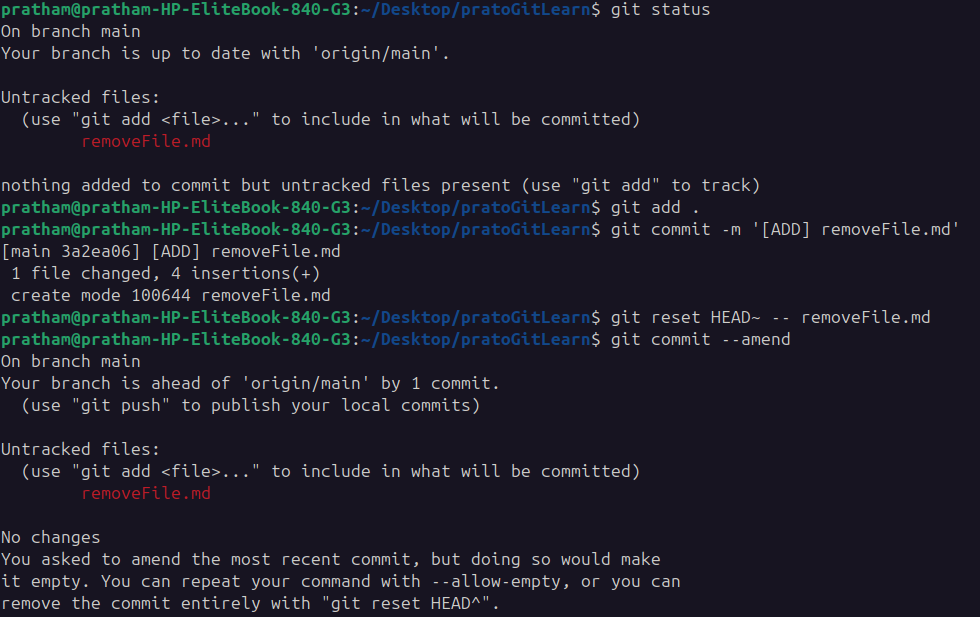 pratham@pratham-HP-EliteBook-840-G3:~/Desktop/pratoGitLearn$ git status
On branch main
Your branch is up to date with 'origin/main'.
Untracked files:
  (use "git add <file>..." to include in what will be committed)
        removeFile.md
nothing added to commit but untracked files present (use "git add" to track)
pratham@pratham-HP-EliteBook-840-G3:~/Desktop/pratoGitLearn$ git add .
pratham@pratham-HP-EliteBook-840-G3:~/Desktop/pratoGitLearn$ git commit -m '[ADD] removeFile.md'
[main 3a2ea06] [ADD] removeFile.md
 1 file changed, 4 insertions(+)
 create mode 100644 removeFile.md
pratham@pratham-HP-EliteBook-840-G3:~/Desktop/pratoGitLearn$ git reset HEAD~ -- removeFile.md
pratham@pratham-HP-EliteBook-840-G3:~/Desktop/pratoGitLearn$ git commit --amend
On branch main
Your branch is ahead of 'origin/main' by 1 commit.
  (use "git push" to publish your local commits)
Untracked files:
  (use "git add <file>..." to include in what will be committed)
        removeFile.md
No changes
You asked to amend the most recent commit, but doing so would make
it empty. You can repeat your command with --allow-empty, or you can
remove the commit entirely with "git reset HEAD^".